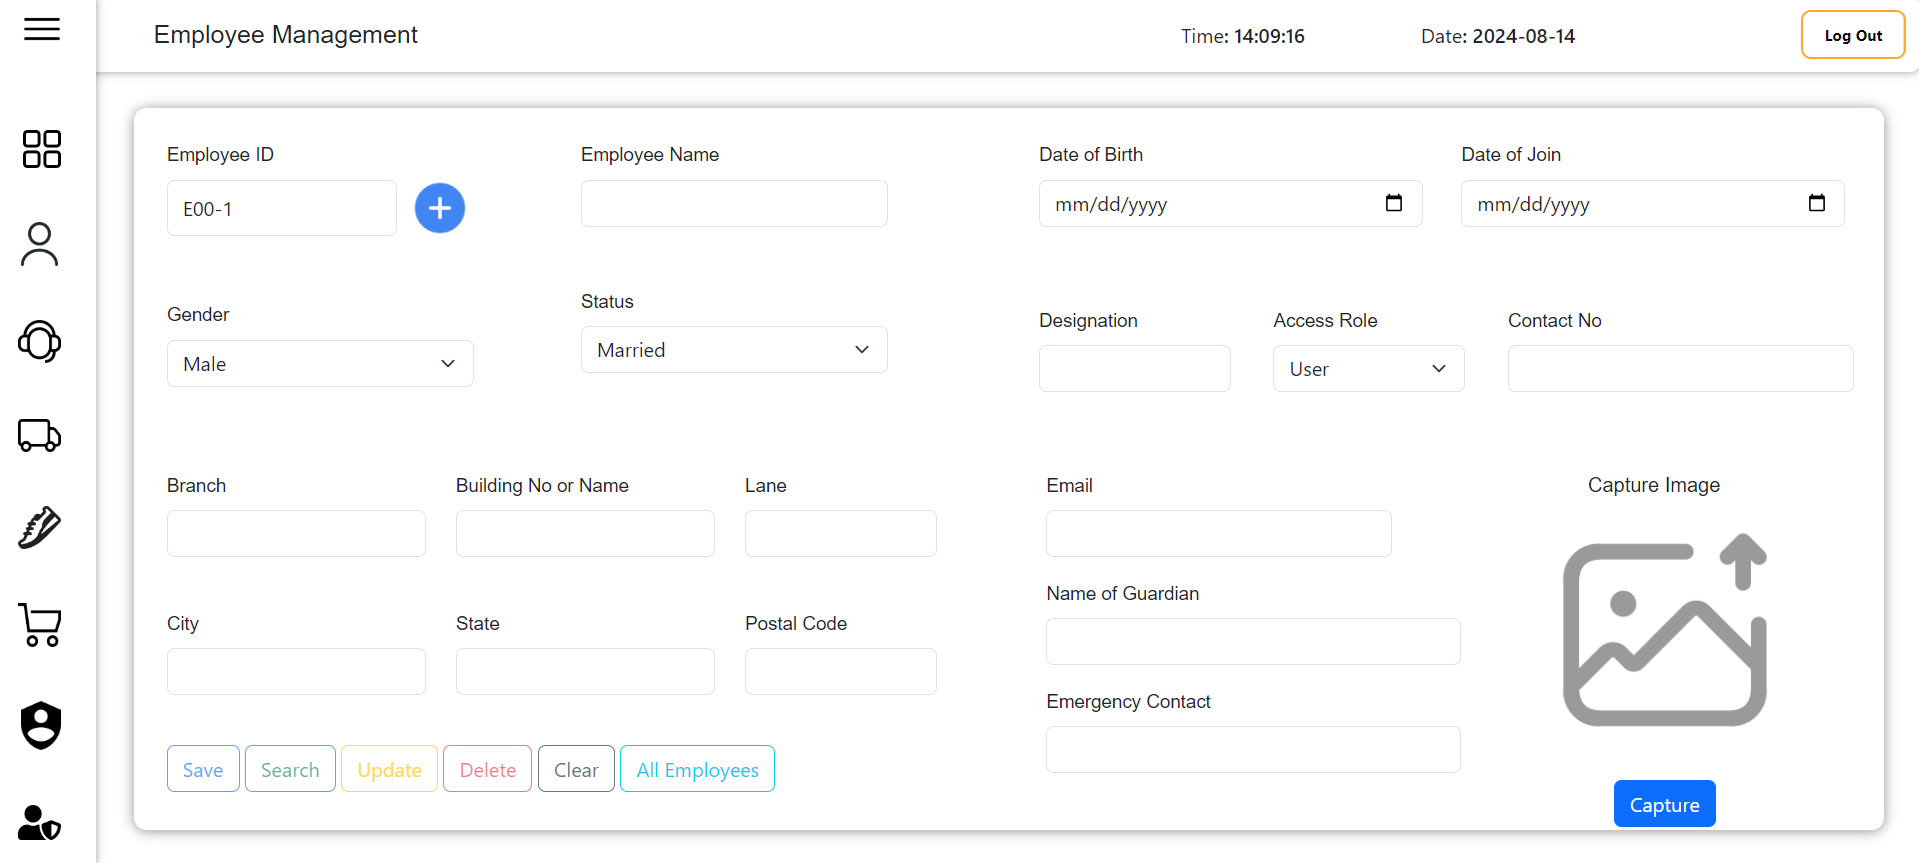 Employee Management
Time: 14:09:16
Date: 2024-08-14
Log Out
Employee ID
Employee Name
Date of Birth
Date of Join
E00-1
mm/dd/yyyy
mm/dd/yyyy
Gender
Status
Designation
Access Role
Contact No
Male
Married
User
Branch
Building No or Name
Lane
Email
Capture Image
Name of Guardian
City
State
Postal Code
Emergency Contact
Save
Search
Update
Delete
Clear
All Employees
Capture